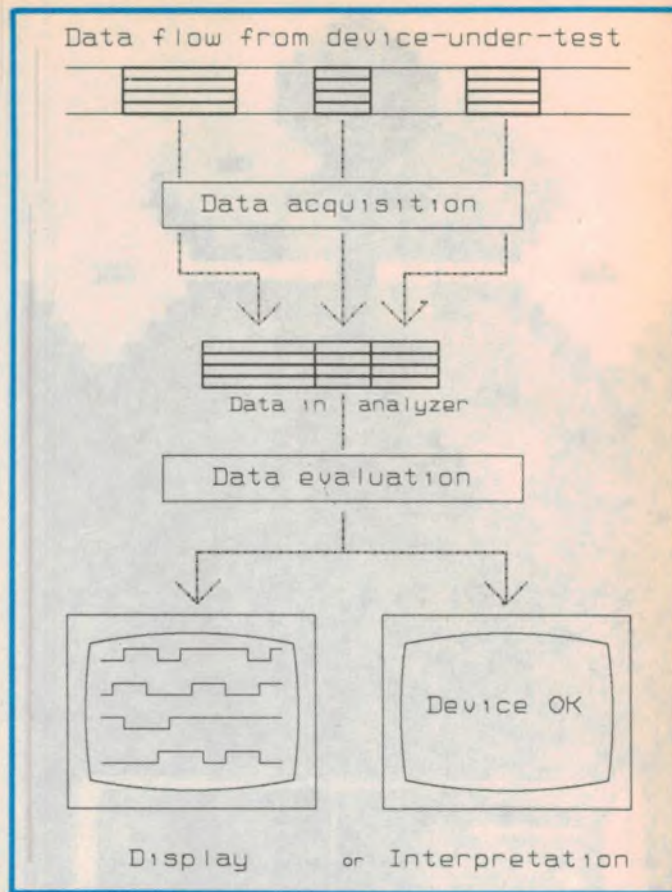 Data flow from device-under-test
Data acquisition
Data in analyzer
Data evaluation
Device OK
Display or Interpretation